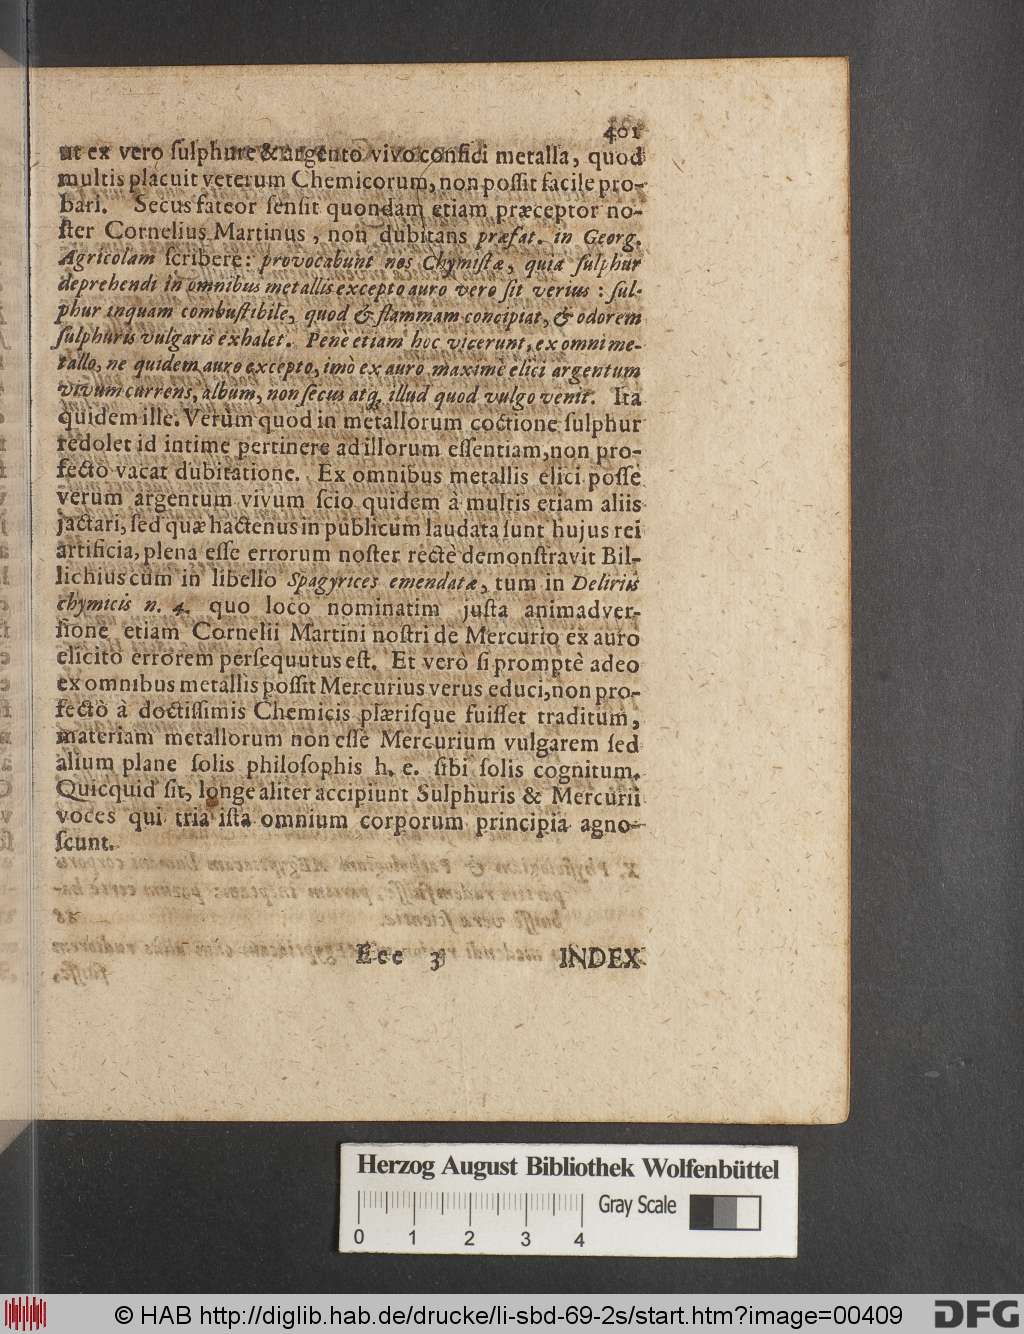 401
ut ex vero ſulphure & argento vivo confici metalla, quod
multis placuit veterum Chemicorum, non poſſit facile pro-
bari. Secus fateor ſenſit quondam etiam præceptor no-
ſter Cornelius Martinus, non dubitans præfat. in Georg.
Agricolam ſcribere: provocabunt nos Chymiſtæ, quia ſulphur
deprehendi in omnibus metallis excepto auro vero ſit verius: ſul-
phur inquam combuſtibile, quod & flammam concipiat, & odorem
ſulphuris vulgaris exhalet. Penè etiam hoc vicerunt, ex omni me-
tallo, ne quidem auro excepto, imò ex auro maximè elici argentum
vivum currens, album, non ſecus atq; illud quod vulgo venit. Ita
quidem ille. Verùm quod in metallorum coctione ſulphur
redolet id intime pertinere ad illorum eſſentiam, non pro-
fectò vacat dubitatione. Ex omnibus metallis elici poſſe
verum argentum vivum ſcio quidem à multis etiam aliis
jactari, ſed quæ hactenus in publicum laudata ſunt hujus rei
artificia, plena eſſe errorum noſter rectè demonſtravit Bil-
lichius cùm in libello Spagyrices emendatæ, tum in Deliriis
chymicis n. 4. quo loco nominatim juſta animadver-
ſione etiam Cornelii Martini noſtri de Mercurio ex auro
elicito errorem perſequutus eſt. Et verò ſi promptè adeo
ex omnibus metallis poſſit Mercurius verus educi, non pro-
fectò à doctiſſimis Chemicis plæriſque fuiſſet traditum,
materiam metallorum non eſſe Mercurium vulgarem ſed
alium plane ſolis philoſophis h. e. ſibi ſolis cognitum.
Quicquid ſit, longe aliter accipiunt Sulphuris & Mercurii
voces qui tria iſta omnium corporum principia agno-
ſcunt.
Eee 3 INDEX
Herzog August Bibliothek Wolfenbüttel
Gray Scale
0 1 2 3 4
© HAB http://diglib.hab.de/drucke/li-sbd-69-2s/start.htm?image=00409
DFG